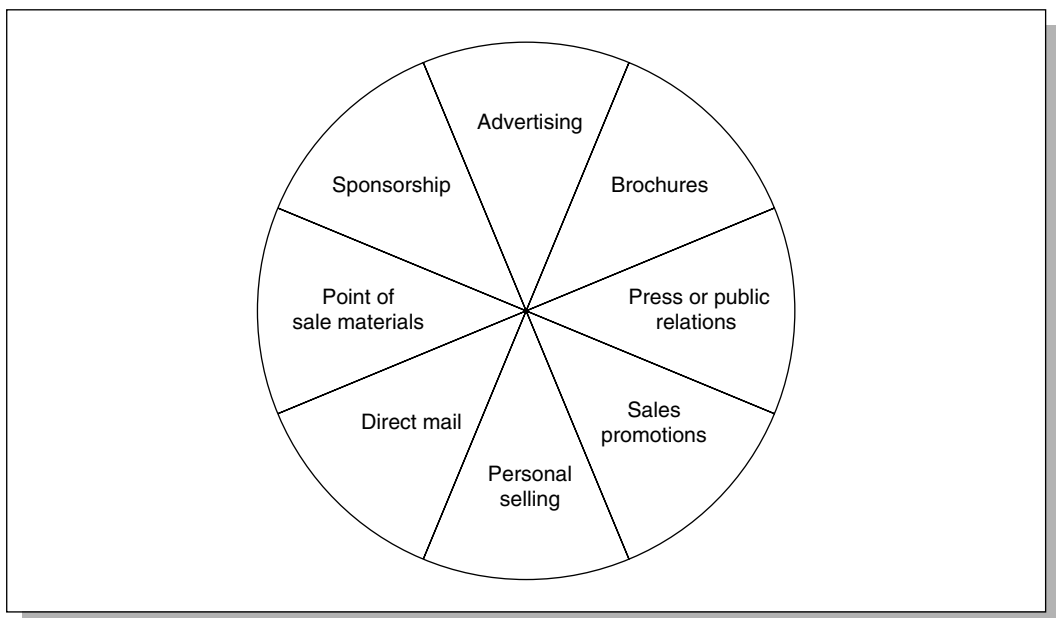 Advertising
Brochures
Press or public
relations
Sales
promotions
Personal
selling
Direct mail
Point of
sale materials
Sponsorship